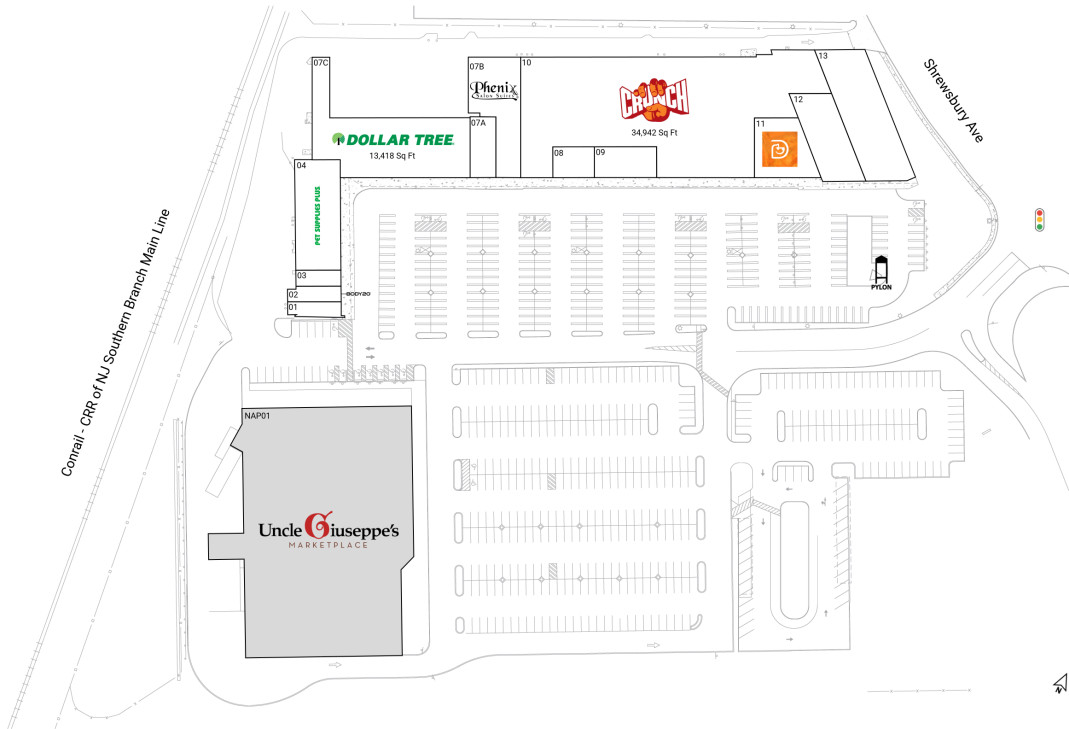 13
07C
07B
10
Phenix
Salon Suites
CRUNCH
34,942 Sq Ft
12
Shrewsbury Ave
07A
11
DOLLAR TREE
13,418 Sq Ft
08
09
04
PET SUPPLIES PLUS
03
02
BODY20
01
PYLON
Conrail - CRR of NJ Southern Branch Main Line
NAP01
Uncle Giuseppe's
MARKETPLACE
N